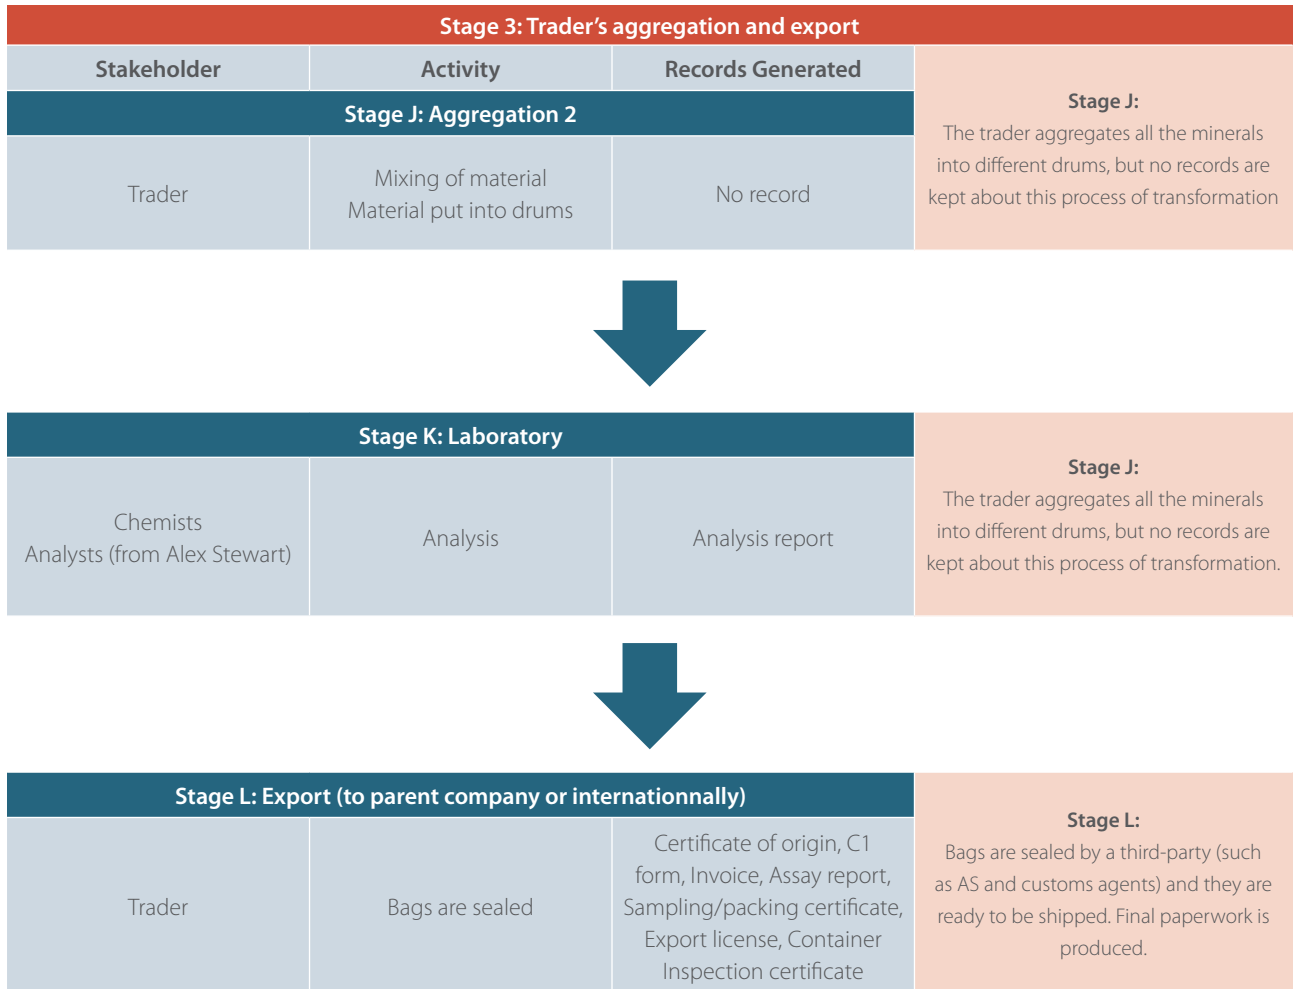 Stage 3: Trader’s aggregation and export
Stakeholder
Activity
Records Generated
Stage J: Aggregation 2
Trader
Mixing of material
Material put into drums
No record
Stage J:
The trader aggregates all the minerals
into different drums, but no records are
kept about this process of transformation
Stage K: Laboratory
Chemists
Analysts (from Alex Stewart)
Analysis
Analysis report
Stage J:
The trader aggregates all the minerals
into different drums, but no records are
kept about this process of transformation.
Stage L: Export (to parent company or internationnally)
Trader
Bags are sealed
Certificate of origin, C1
form, Invoice, Assay report,
Sampling/packing certificate,
Export license, Container
Inspection certificate
Stage L:
Bags are sealed by a third-party (such
as AS and customs agents) and they are
ready to be shipped. Final paperwork is
produced.